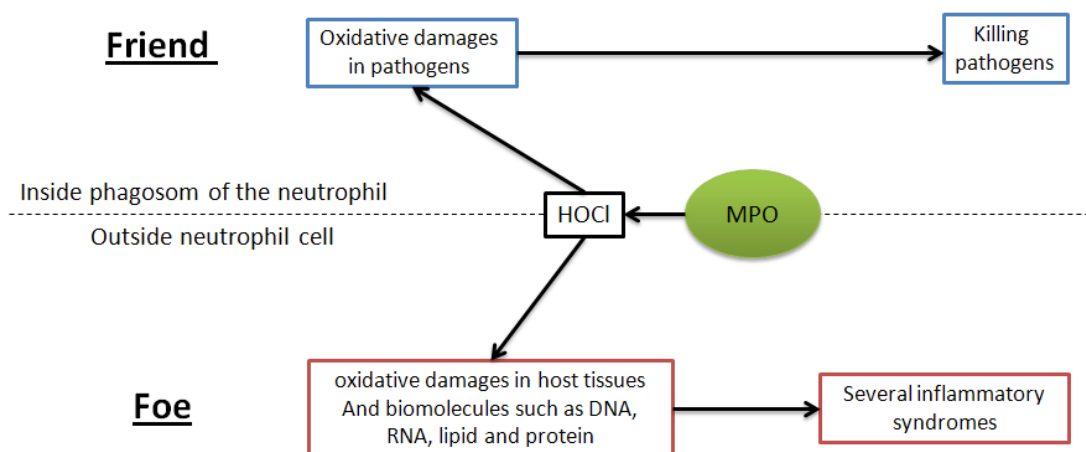 Friend
Oxidative damages
in pathogens
Killing
pathogens
Inside phagosom of the neutrophil
HOCl
MPO
Outside neutrophil cell
Foe
oxidative damages in host tissues
And biomolecules such as DNA,
RNA, lipid and protein
Several inflammatory
syndromes